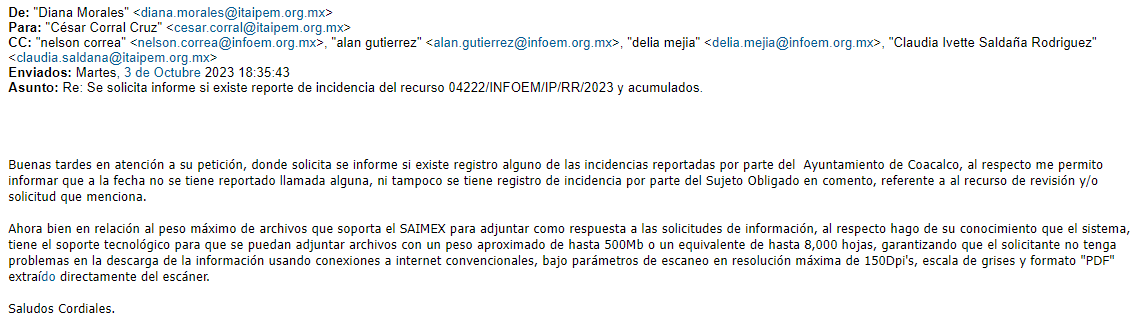 De: "Diana Morales" <diana.morales@itaipem.org.mx>
Para: "César Corral Cruz" <cesar.corral@itaipem.org.mx>
CC: "nelson correa" <nelson.correa@infoem.org.mx>, "alan gutierrez" <alan.gutierrez@infoem.org.mx>, "delia mejia" <delia.mejia@infoem.org.mx>, "Claudia Ivette Saldaña Rodriguez"
<claudia.saldana@itaipem.org.mx>
Enviados: Martes, 3 de Octubre 2023 18:35:43
Asunto: Re: Se solicita informe si existe reporte de incidencia del recurso 04222/INFOEM/IP/RR/2023 y acumulados.
Buenas tardes en atención a su petición, donde solicita se informe si existe registro alguno de las incidencias reportadas por parte del Ayuntamiento de Coacalco, al respecto me permito
informar que a la fecha no se tiene reportado llamada alguna, ni tampoco se tiene registro de incidencia por parte del Sujeto Obligado en comento, referente a al recurso de revisión y/o
solicitud que menciona.
Ahora bien en relación al peso máximo de archivos que soporta el SAIMEX para adjuntar como respuesta a las solicitudes de información, al respecto hago de su conocimiento que el sistema,
tiene el soporte tecnológico para que se puedan adjuntar archivos con un peso aproximado de hasta 500Mb o un equivalente de hasta 8,000 hojas, garantizando que el solicitante no tenga
problemas en la descarga de la información usando conexiones a internet convencionales, bajo parámetros de escaneo en resolución máxima de 150Dpi's, escala de grises y formato "PDF"
extraído directamente del escáner.
Saludos Cordiales.